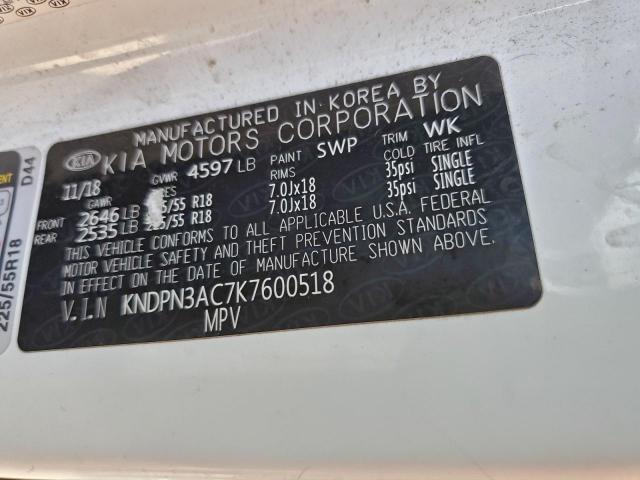 MANUFACTURED IN KOREA BY
KIA KIA MOTORS CORPORATION
11/18 GVWR 4597 LB PAINT SWP TRIM WK
GAWR RIMS COLD TIRE INFL
FRONT 2646 LB R18 7.0Jx18 35psi SINGLE
REAR 2535 LB R18 7.0Jx18 35psi SINGLE
THIS VEHICLE CONFORMS TO ALL APPLICABLE U.S.A. FEDERAL
MOTOR VEHICLE SAFETY AND THEFT PREVENTION STANDARDS
IN EFFECT ON THE DATE OF MANUFACTURE SHOWN ABOVE.
V.I.N KNDPN3AC7K7600518
MPV
D44
225/55R18